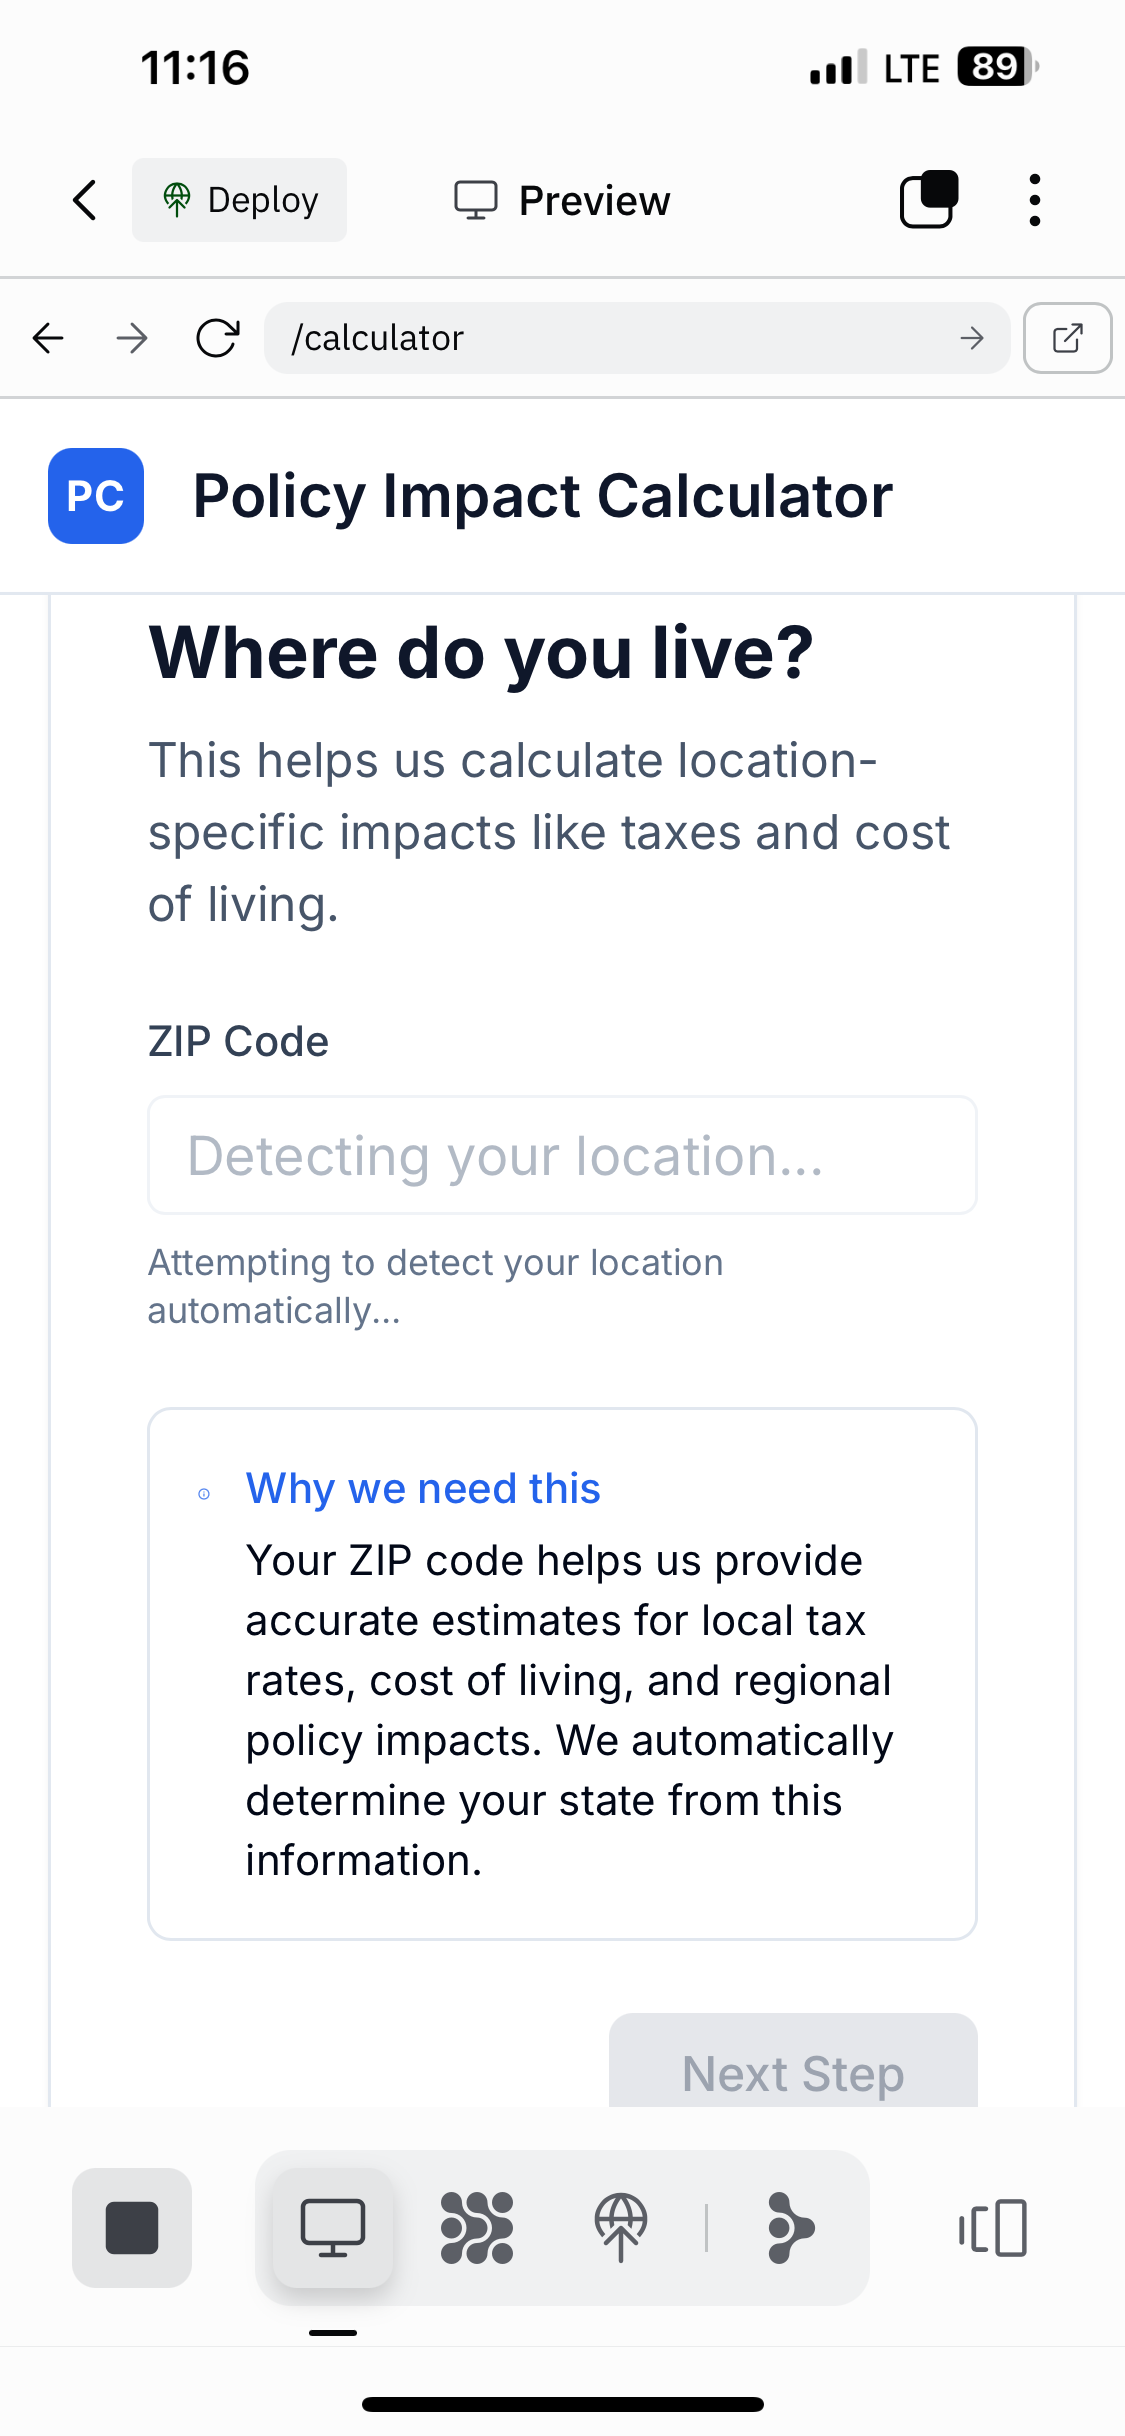 11:16
LTE 89
Deploy
Preview
/calculator
PC
Policy Impact Calculator
Where do you live?
This helps us calculate location-
specific impacts like taxes and cost
of living.
ZIP Code
Detecting your location...
Attempting to detect your location
automatically...
Why we need this
Your ZIP code helps us provide
accurate estimates for local tax
rates, cost of living, and regional
policy impacts. We automatically
determine your state from this
information.
Next Step